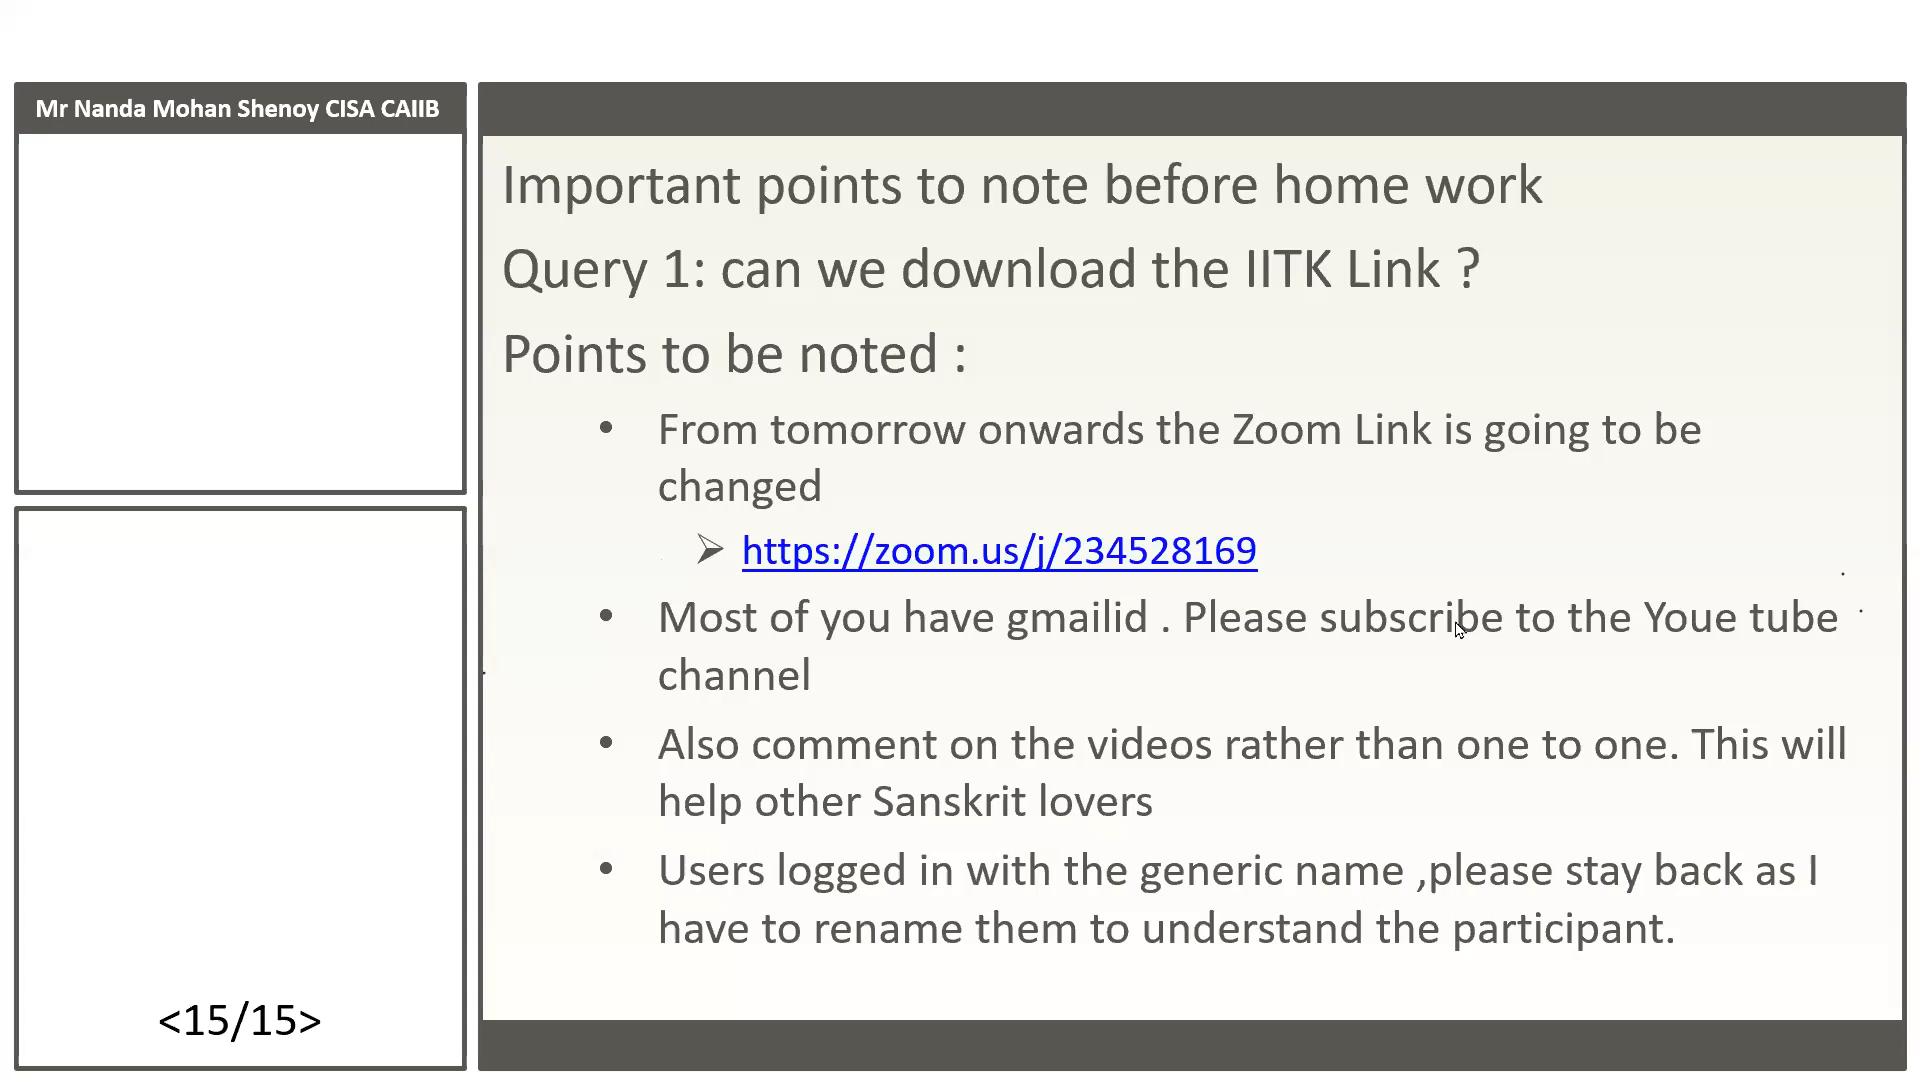 Mr Nanda Mohan Shenoy CISA CAIIB
Important points to note before home work
Query 1: can we download the IITK Link ?
Points to be noted :
• From tomorrow onwards the Zoom Link is going to be
changed
➢ https://zoom.us/j/234528169
• Most of you have gmailid . Please subscribe to the Youe tube
channel
• Also comment on the videos rather than one to one. This will
help other Sanskrit lovers
• Users logged in with the generic name ,please stay back as I
have to rename them to understand the participant.
<15/15>